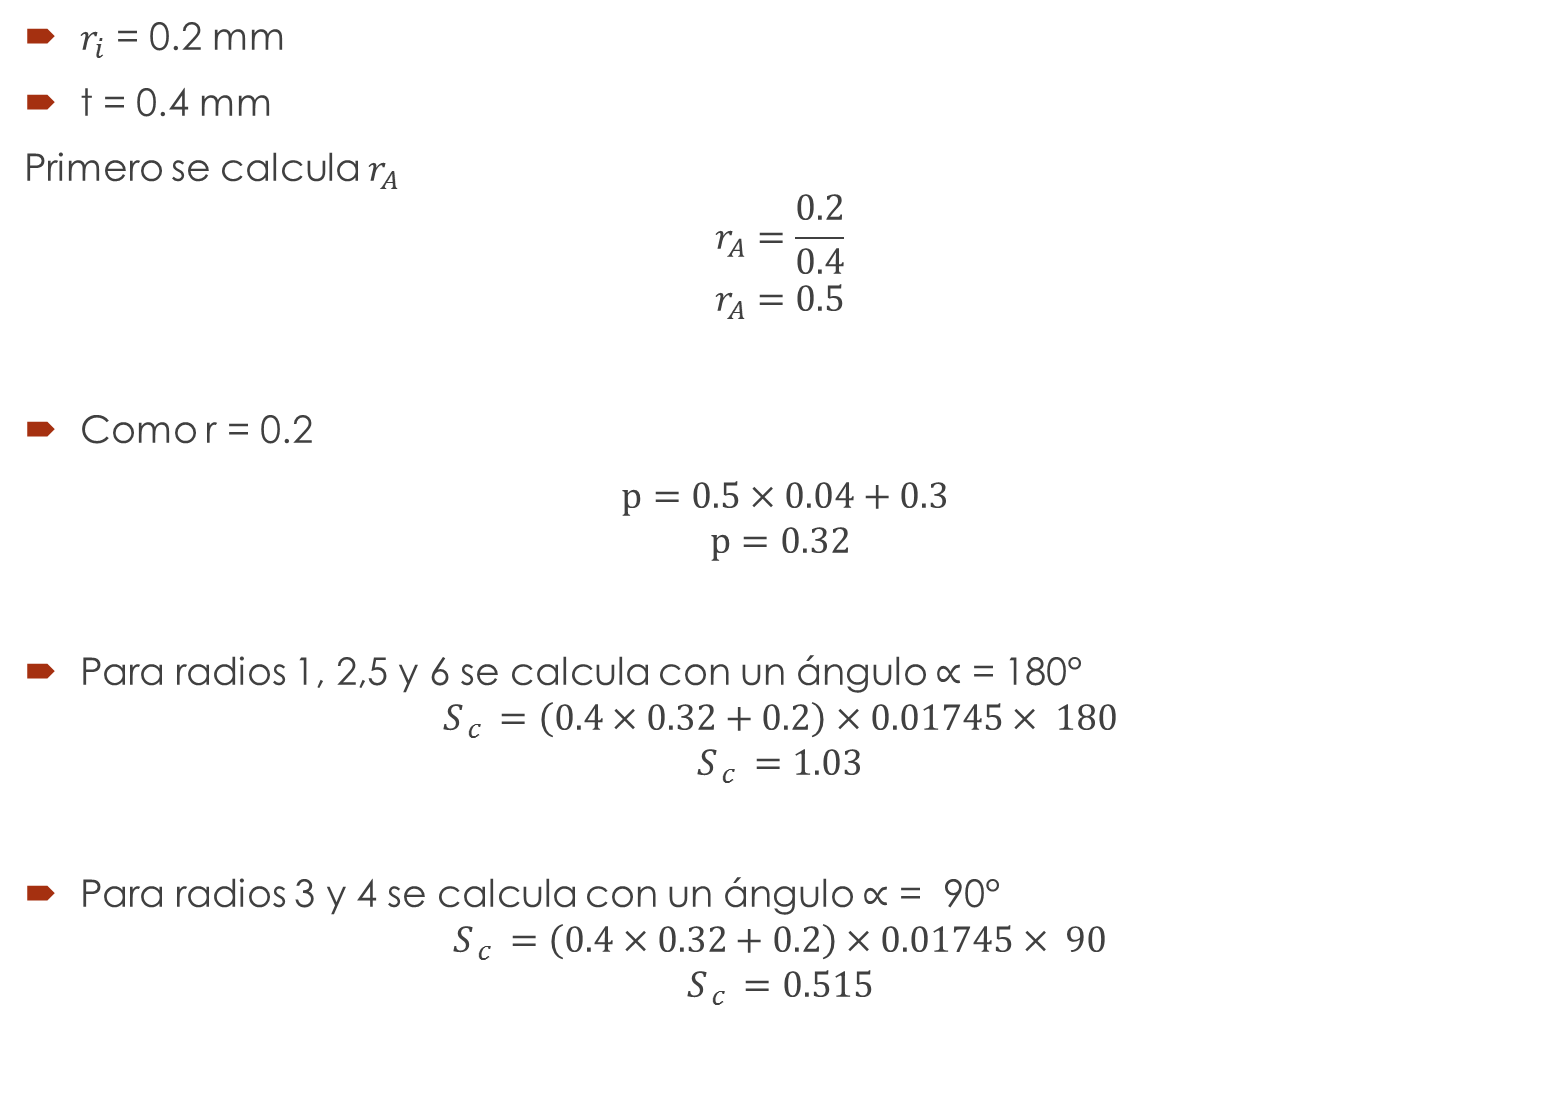 r_i = 0.2 mm
t = 0.4 mm
Primero se calcula r_A
r_A = 0.2/0.4
r_A = 0.5
Como r = 0.2
p = 0.5 × 0.04 + 0.3
p = 0.32
Para radios 1, 2,5 y 6 se calcula con un ángulo ∝ = 180°
S_c = (0.4 × 0.32 + 0.2) × 0.01745 × 180
S_c = 1.03
Para radios 3 y 4 se calcula con un ángulo ∝ = 90°
S_c = (0.4 × 0.32 + 0.2) × 0.01745 × 90
S_c = 0.515